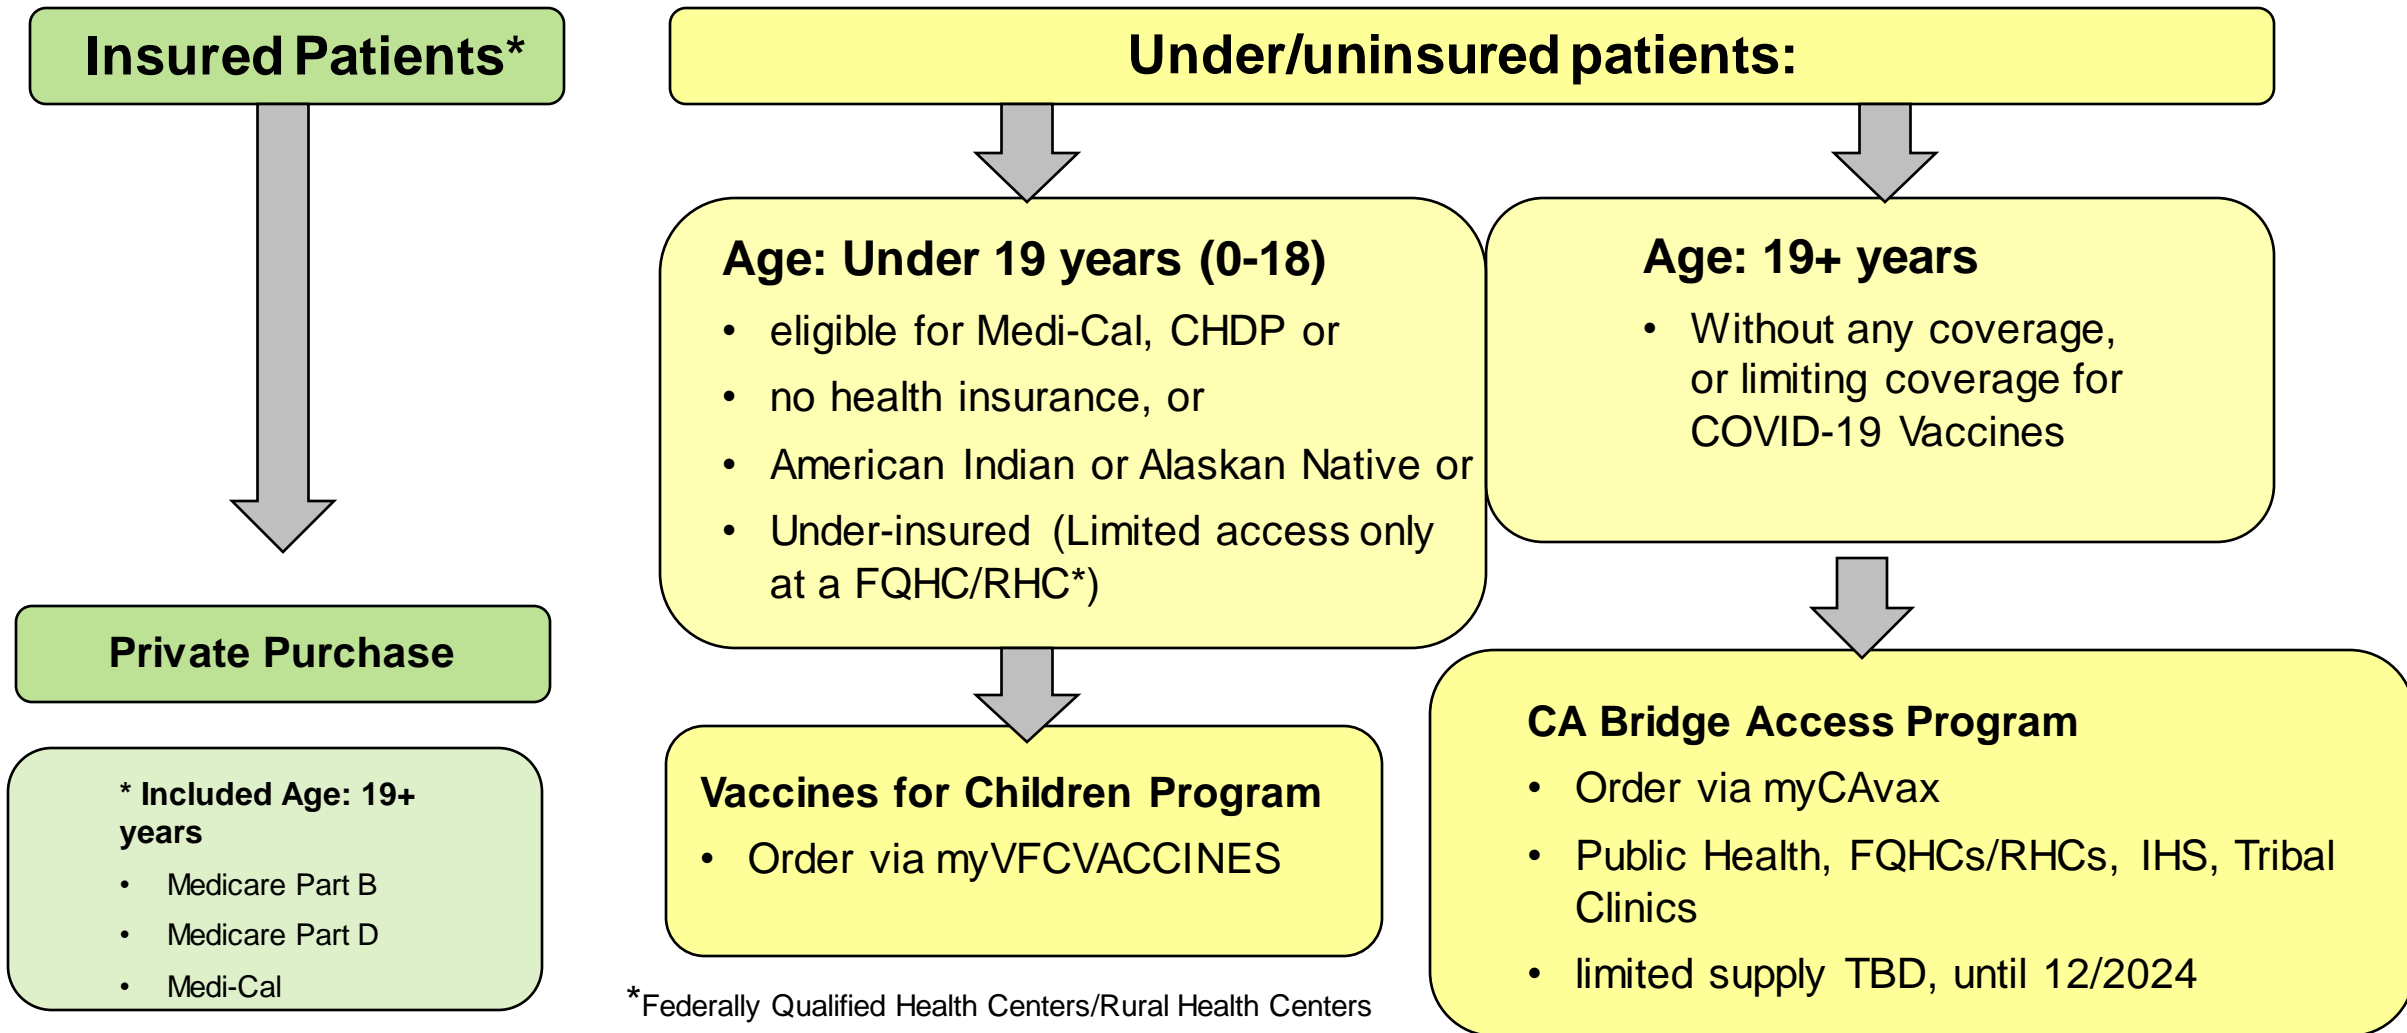 Insured Patients*
Private Purchase
* Included Age: 19+
years
• Medicare Part B
• Medicare Part D
• Medi-Cal
Under/uninsured patients:
Age: Under 19 years (0-18)
• eligible for Medi-Cal, CHDP or
• no health insurance, or
• American Indian or Alaskan Native or
• Under-insured (Limited access only
at a FQHC/RHC*)
Vaccines for Children Program
• Order via myVFCVACCINES
*Federally Qualified Health Centers/Rural Health Centers
Age: 19+ years
• Without any coverage,
or limiting coverage for
COVID-19 Vaccines
CA Bridge Access Program
• Order via myCAvax
• Public Health, FQHCs/RHCs, IHS, Tribal
Clinics
• limited supply TBD, until 12/2024